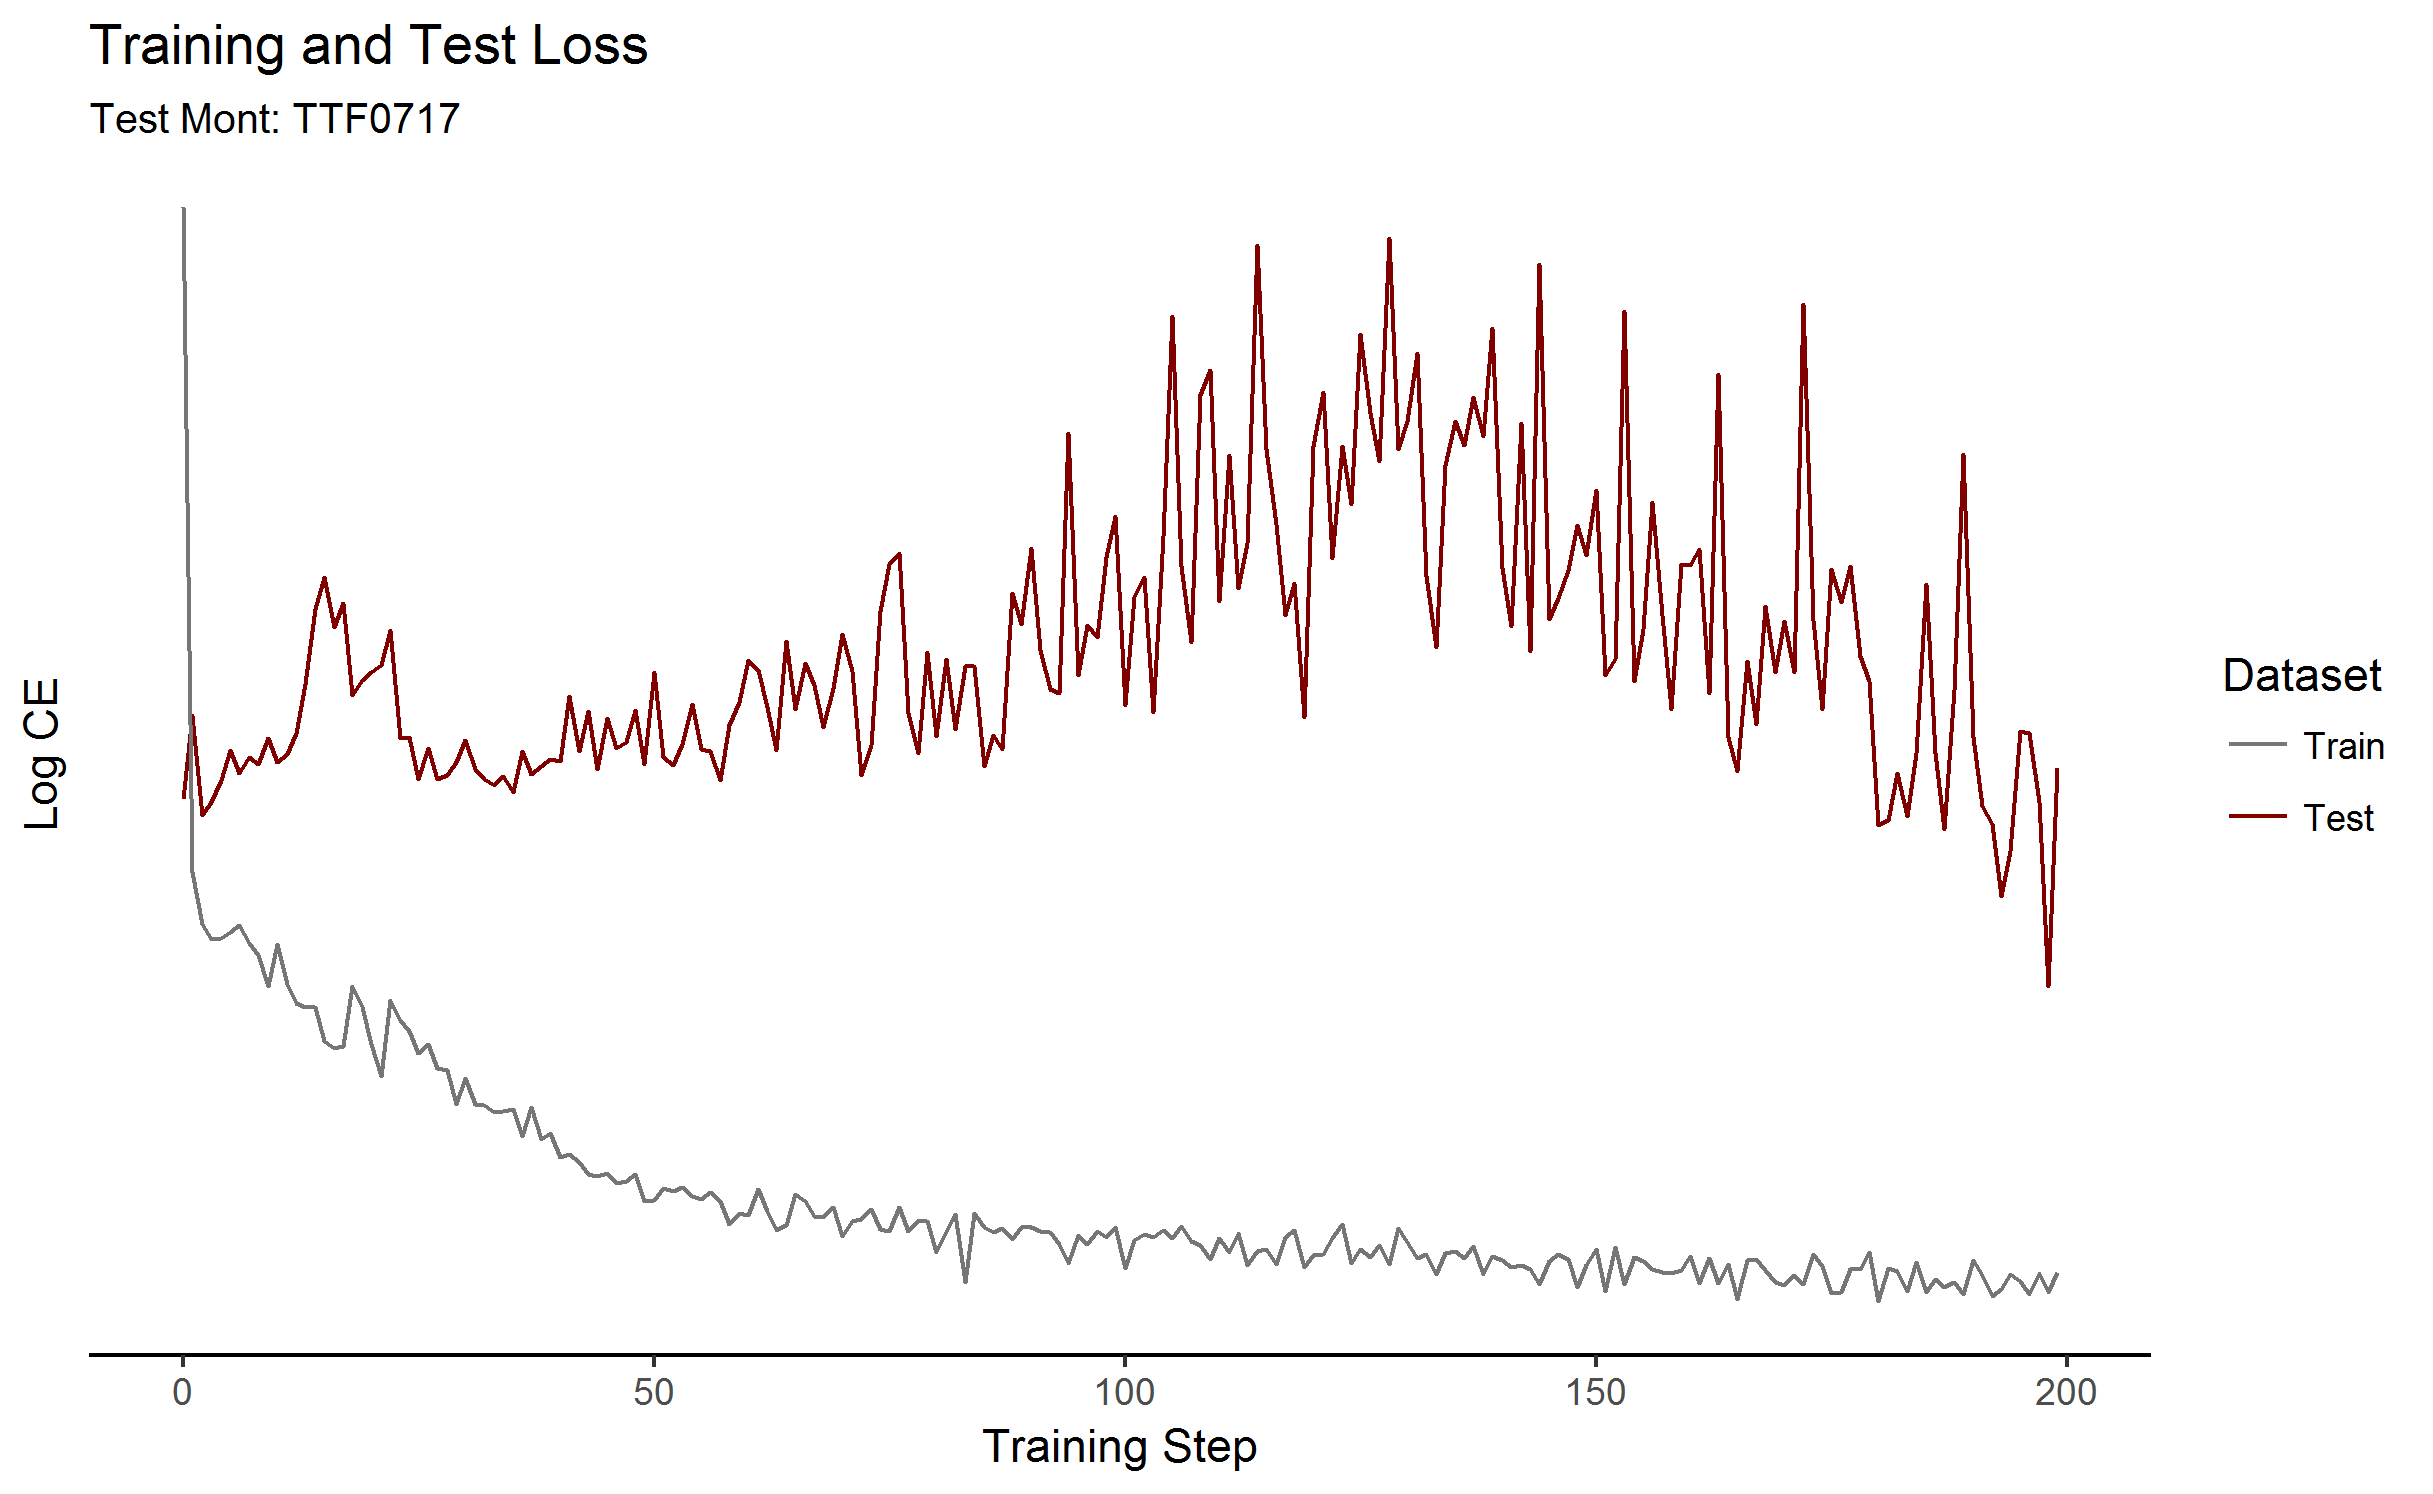 Training and Test Loss
Test Mont: TTF0717
Log CE
Dataset
Train
Test
0 50 100 150 200
Training Step